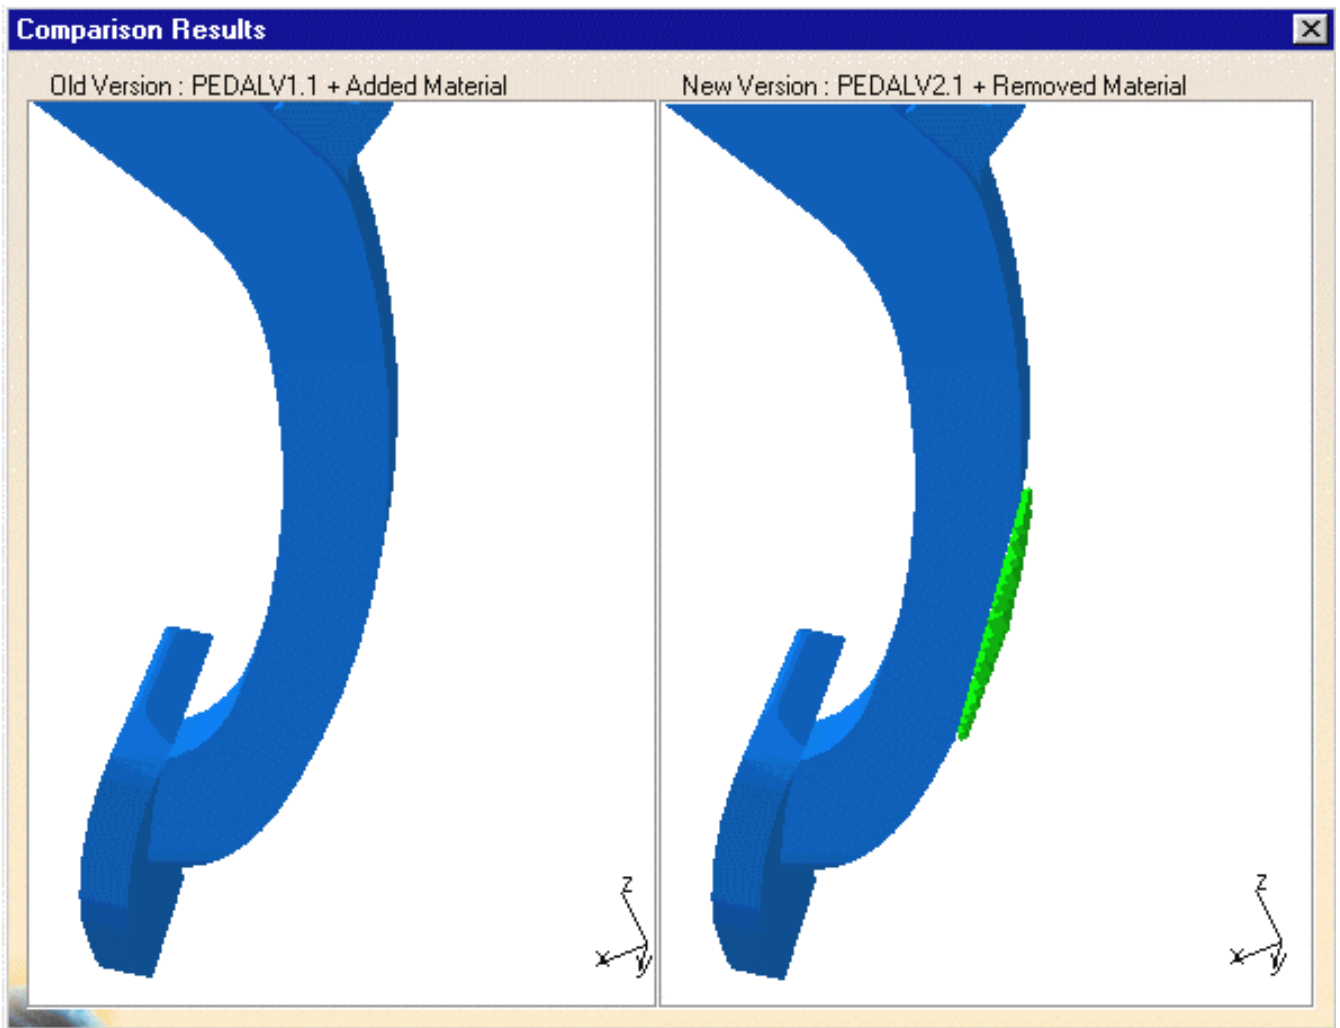 Comparison Results
Old Version : PEDALV1.1 + Added Material
New Version : PEDALV2.1 + Removed Material
z
x
y
z
x
y